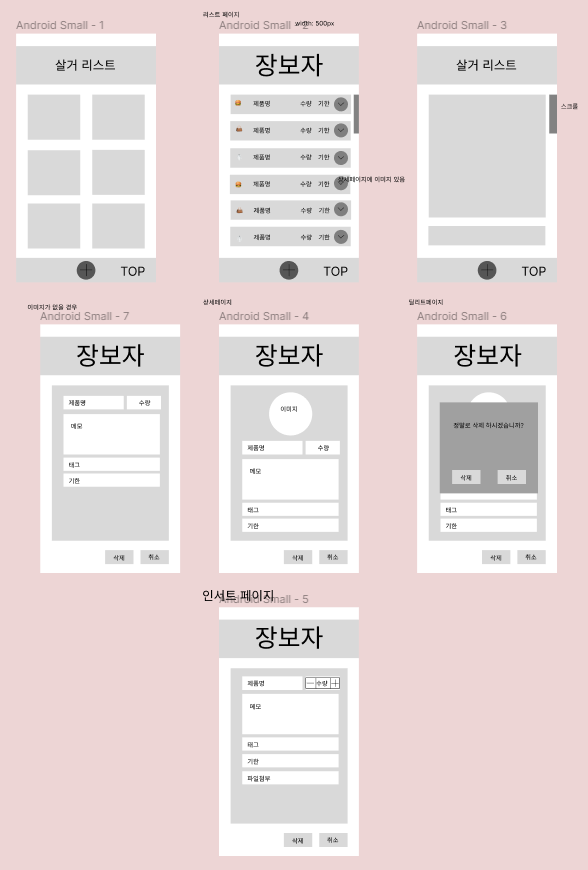 리스트 페이지
Android Small - 1
Android Small - 2
width: 500px
Android Small - 3
살거 리스트
장보자
살거 리스트
제품명 수량 기한
제품명 수량 기한
제품명 수량 기한
제품명 수량 기한
제품명 수량 기한
제품명 수량 기한
스크롤
상세페이지에 이미지 있음
TOP
TOP
TOP
이미지가 없을 경우
상세페이지
딜리트페이지
Android Small - 7
Android Small - 4
Android Small - 6
장보자
장보자
장보자
제품명 수량
메모
태그
기한
삭제 취소
이미지
제품명 수량
메모
태그
기한
삭제 취소
정말로 삭제 하시겠습니까?
삭제 취소
태그
기한
삭제 취소
인서트 페이지
Android Small - 5
장보자
제품명 수량
메모
태그
기한
파일첨부
삭제 취소